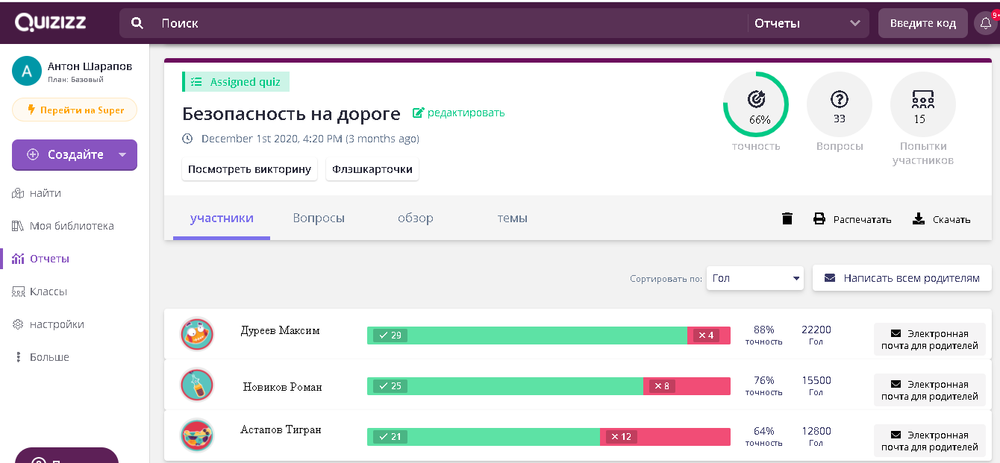 Quizizz
Поиск
Отчеты
Введите код
9+
А
Антон Шарапов
План: Базовый
Перейти на Super
Создайте
найти
Моя библиотека
Отчеты
Классы
настройки
Больше
Assigned quiz
Безопасность на дороге
редактировать
December 1st 2020, 4:20 PM (3 months ago)
Посмотреть викторину
Флэшкарточки
66%
точность
33
Вопросы
15
Попытки
участников
участники
Вопросы
обзор
темы
Распечатать
Скачать
Сортировать по:
Гол
Написать всем родителям
Дуреев Максим
29
4
88%
точность
22200
Гол
Электронная
почта для родителей
Новиков Роман
25
8
76%
точность
15500
Гол
Электронная
почта для родителей
Астапов Тигран
21
12
64%
точность
12800
Гол
Электронная
почта для родителей